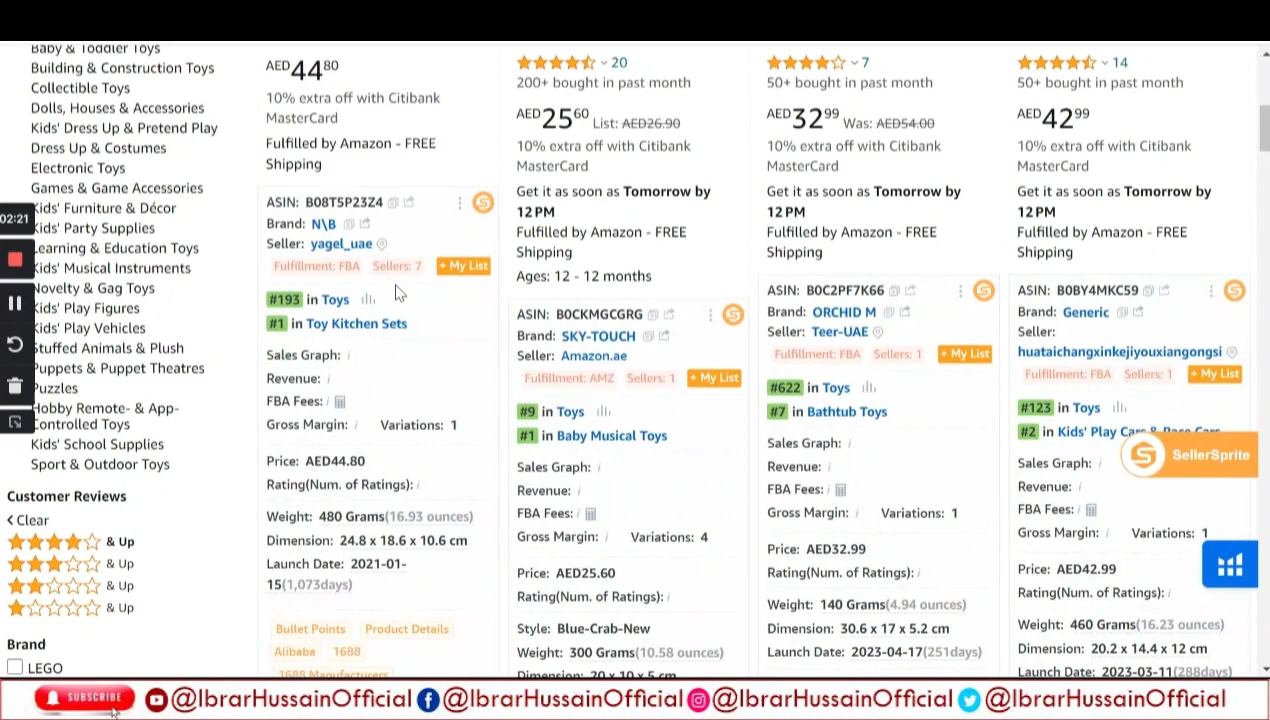 Baby & Toddler Toys
Building & Construction Toys
Collectible Toys
Dolls, Houses & Accessories
Kids' Dress Up & Pretend Play
Dress Up & Costumes
Electronic Toys
Games & Game Accessories
Kids' Furniture & Décor
Kids' Party Supplies
Learning & Education Toys
Kids' Musical Instruments
Novelty & Gag Toys
Kids' Play Figures
Kids' Play Vehicles
Stuffed Animals & Plush
Puppets & Puppet Theatres
Puzzles
Hobby Remote- & App-
Controlled Toys
Kids' School Supplies
Sport & Outdoor Toys
Customer Reviews
Clear
& Up
& Up
& Up
& Up
Brand
LEGO
02:21
AED4480
10% extra off with Citibank
MasterCard
Fulfilled by Amazon - FREE
Shipping
ASIN: B08T5P23Z4
Brand: N\B
Seller: yagel_uae
Fulfillment: FBA Sellers: 7 + My List
#193 in Toys
#1 in Toy Kitchen Sets
Sales Graph: i
Revenue: i
FBA Fees: i
Gross Margin: i Variations: 1
Price: AED44.80
Rating(Num. of Ratings): i
Weight: 480 Grams(16.93 ounces)
Dimension: 24.8 x 18.6 x 10.6 cm
Launch Date: 2021-01-
15(1,073days)
Bullet Points Product Details
Alibaba 1688
1688 Manufacturers
20
200+ bought in past month
AED2560 List: AED26.90
10% extra off with Citibank
MasterCard
Get it as soon as Tomorrow by
12 PM
Fulfilled by Amazon - FREE
Shipping
Ages: 12 - 12 months
ASIN: B0CKMGCGRG
Brand: SKY-TOUCH
Seller: Amazon.ae
Fulfillment: AMZ Sellers: 1 + My List
#9 in Toys
#1 in Baby Musical Toys
Sales Graph: i
Revenue: i
FBA Fees: i
Gross Margin: i Variations: 4
Price: AED25.60
Rating(Num. of Ratings): i
Style: Blue-Crab-New
Weight: 300 Grams(10.58 ounces)
Dimension: 20 x 10 x 5 cm
7
50+ bought in past month
AED3299 Was: AED54.00
10% extra off with Citibank
MasterCard
Get it as soon as Tomorrow by
12 PM
Fulfilled by Amazon - FREE
Shipping
ASIN: B0C2PF7K66
Brand: ORCHID M
Seller: Teer-UAE
Fulfillment: FBA Sellers: 1 + My List
#622 in Toys
#7 in Bathtub Toys
Sales Graph: i
Revenue: i
FBA Fees: i
Gross Margin: i Variations: 1
Price: AED32.99
Rating(Num. of Ratings): i
Weight: 140 Grams(4.94 ounces)
Dimension: 30.6 x 17 x 5.2 cm
Launch Date: 2023-04-17(251days)
14
50+ bought in past month
AED4299
10% extra off with Citibank
MasterCard
Get it as soon as Tomorrow by
12 PM
Fulfilled by Amazon - FREE
Shipping
ASIN: B0BY4MKC59
Brand: Generic
Seller:
huataichangxinkejiyouxiangongsi
Fulfillment: FBA Sellers: 1 + My List
#123 in Toys
#2 in Kids' Play Cars & Race Cars
Sales Graph: i
Revenue: i
FBA Fees: i
Gross Margin: i Variations: 1
Price: AED42.99
Rating(Num. of Ratings): i
Weight: 460 Grams(16.23 ounces)
Dimension: 20.2 x 14.4 x 12 cm
Launch Date: 2023-03-11(288days)
SellerSprite
SUBSCRIBE @IbrarHussainOfficial @IbrarHussainOfficial @IbrarHussainOfficial @IbrarHussainOfficial